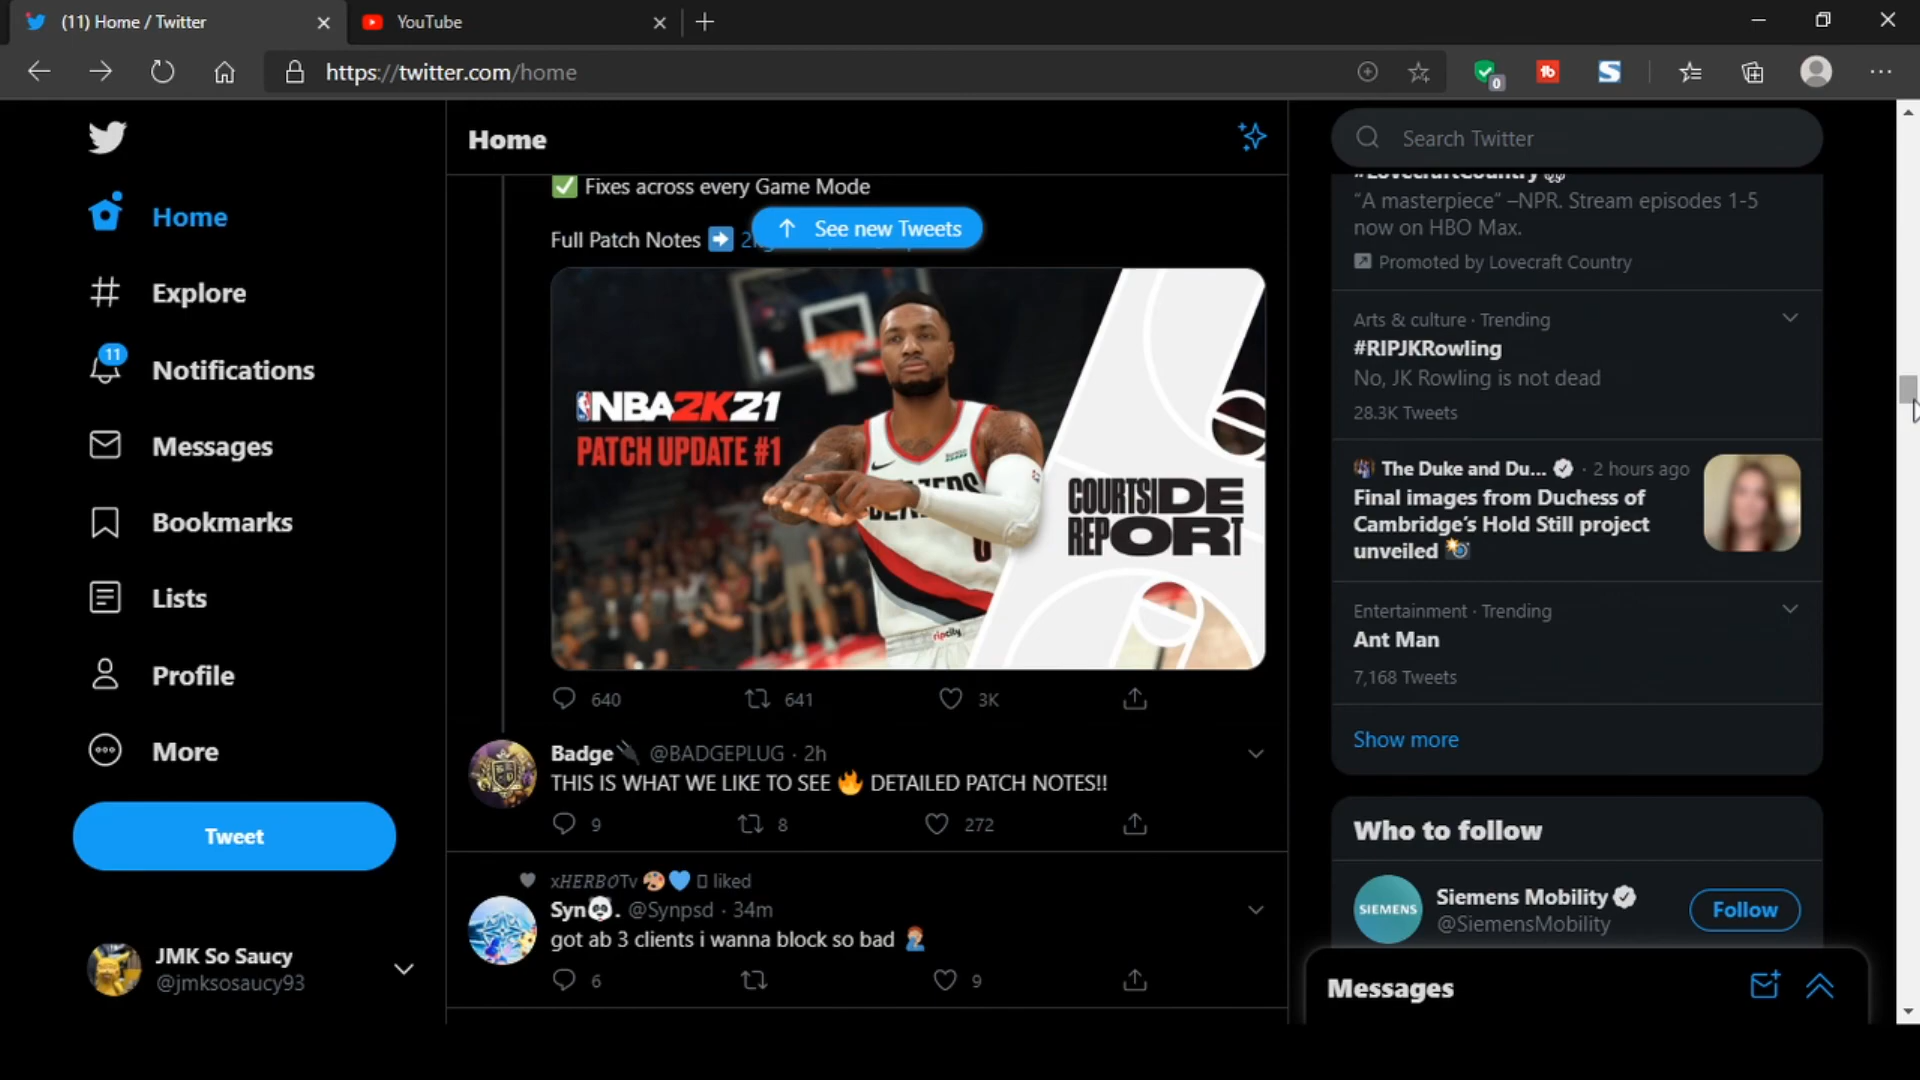 (11) Home / Twitter
YouTube
https://twitter.com/home
0
Home
Search Twitter
Home
Explore
11
Notifications
Messages
Bookmarks
Lists
Profile
More
Tweet
JMK So Saucy
@jmksosaucy93
Fixes across every Game Mode
See new Tweets
Full Patch Notes
NBA 2K21
PATCH UPDATE #1
COURTSIDE
REPORT
ripcity
640
641
3K
Badge @BADGEPLUG · 2h
THIS IS WHAT WE LIKE TO SEE DETAILED PATCH NOTES!!
9
8
272
xHERBOTv liked
Syn. @Synpsd · 34m
got ab 3 clients i wanna block so bad
6
9
#LovecraftCountry
“A masterpiece” –NPR. Stream episodes 1-5
now on HBO Max.
Promoted by Lovecraft Country
Arts & culture · Trending
#RIPJKRowling
No, JK Rowling is not dead
28.3K Tweets
The Duke and Du... · 2 hours ago
Final images from Duchess of
Cambridge's Hold Still project
unveiled
Entertainment · Trending
Ant Man
7,168 Tweets
Show more
Who to follow
SIEMENS
Siemens Mobility
@SiemensMobility
Follow
Messages